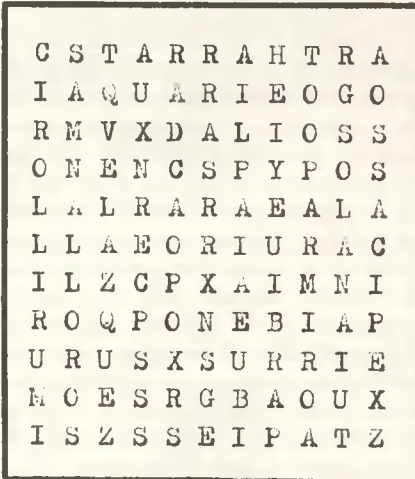 C S T A R R A H T R A
I A Q U A R I E O G O
R M V X D A L I O S S
O N E N C S P Y P O S
L A L R A R A E A L A
L L A E O R I U R A C
I L Z C P X A I M N I
R O Q P O N E B I A P
U R U S X S U R R I E
M O E S R G B A O U X
I S Z S S E I P A T Z